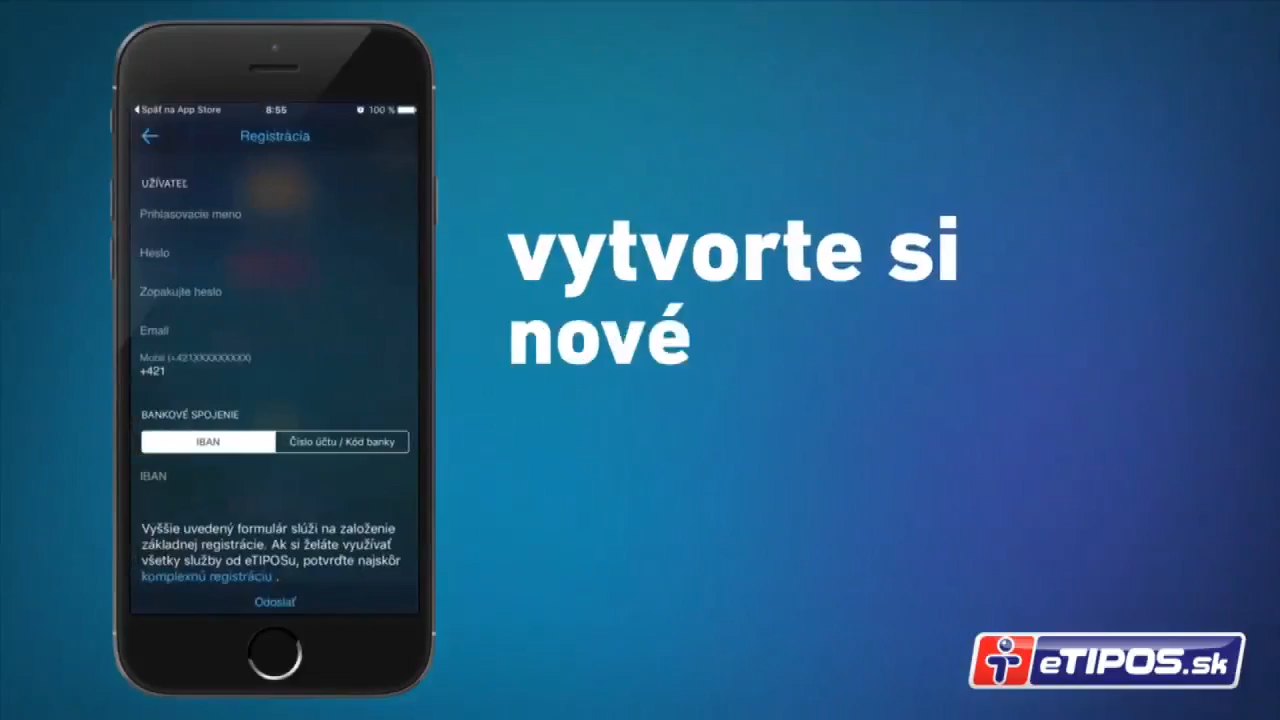 Späť na App Store 8:55 100 %
Registrácia
UŽÍVATEĽ
Prihlasovacie meno
Heslo
Zopakujte heslo
Email
Mobil (+421XXXXXXXXX)
+421
BANKOVÉ SPOJENIE
IBAN Číslo účtu / Kód banky
IBAN
Vyššie uvedený formulár slúži na založenie
základnej registrácie. Ak si želáte využívať
všetky služby od eTIPOSu, potvrďte najskôr
komplexnú registráciu .
Odoslať
vytvorte si
nové
eTIPOS.sk